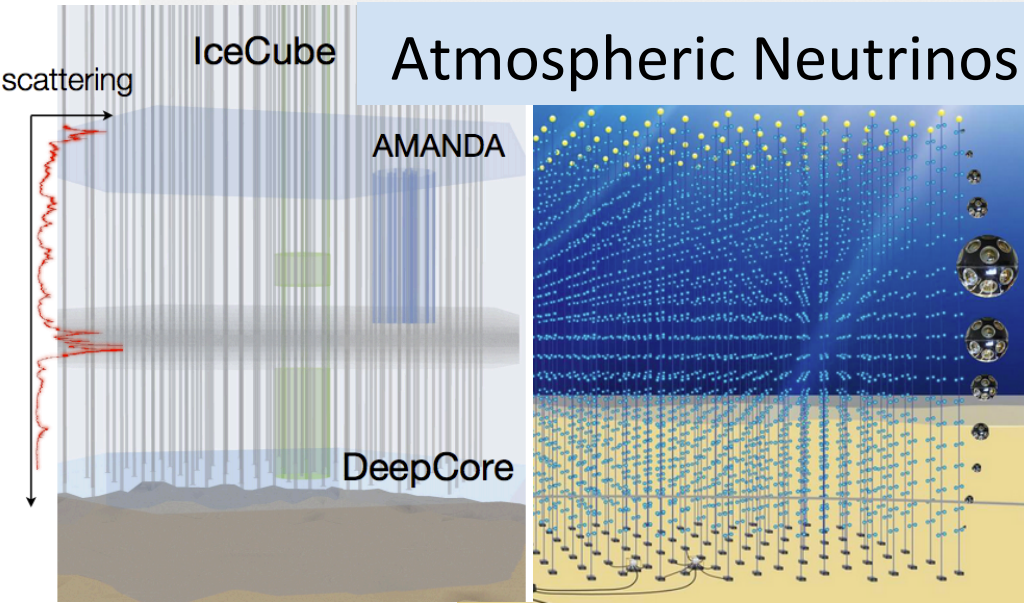 IceCube
Atmospheric Neutrinos
scattering
AMANDA
DeepCore